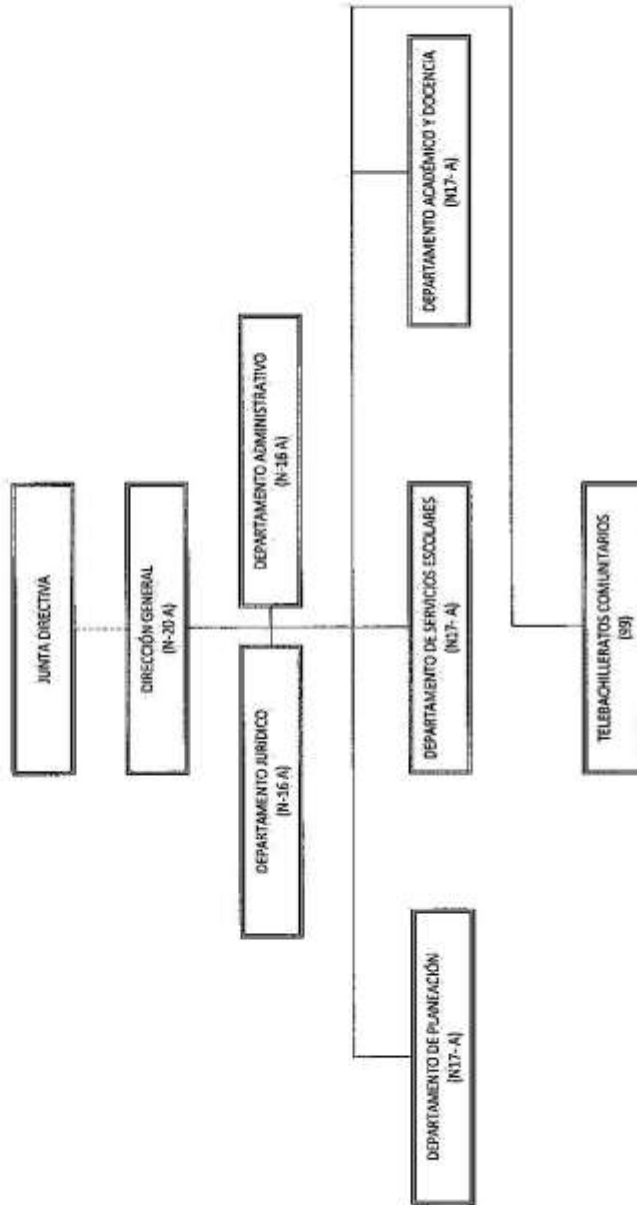 JUNTA DIRECTIVA
DIRECCIÓN GENERAL
(N-20 A)
DEPARTAMENTO JURIDICO
(N-16 A)
DEPARTAMENTO ADMINISTRATIVO
(N-16 A)
DEPARTAMENTO DE PLANEACIÓN
(N17- A)
DEPARTAMENTO DE SERVICIOS ESCOLARES
(N17- A)
DEPARTAMENTO ACADÉMICO Y DOCENCIA
(N17- A)
TELEBACHILLERATOS COMUNITARIOS
(99)